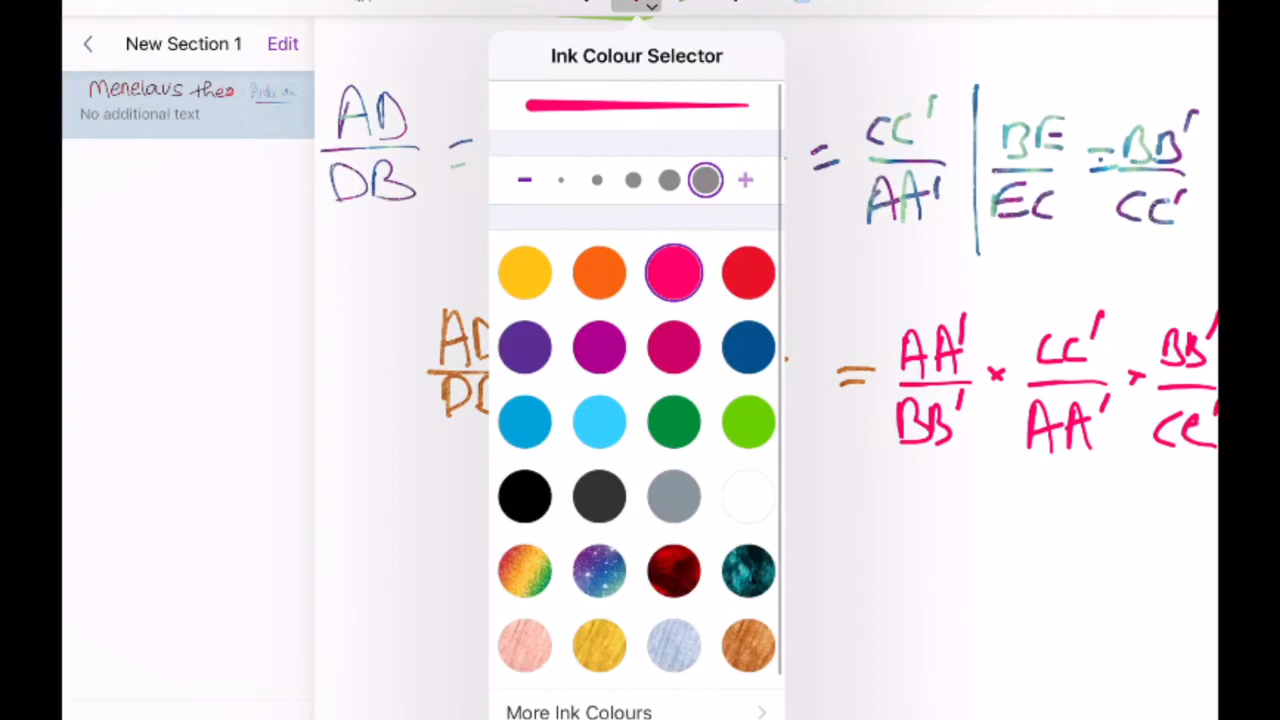 New Section 1 Edit
Ink Colour Selector
Menelaus theo
No additional text
AD/DB =
= CC'/AA' | BE/EC = BB'/CC'
AD
= AA'/BB' × CC'/AA' × BB'/CC'
More Ink Colours